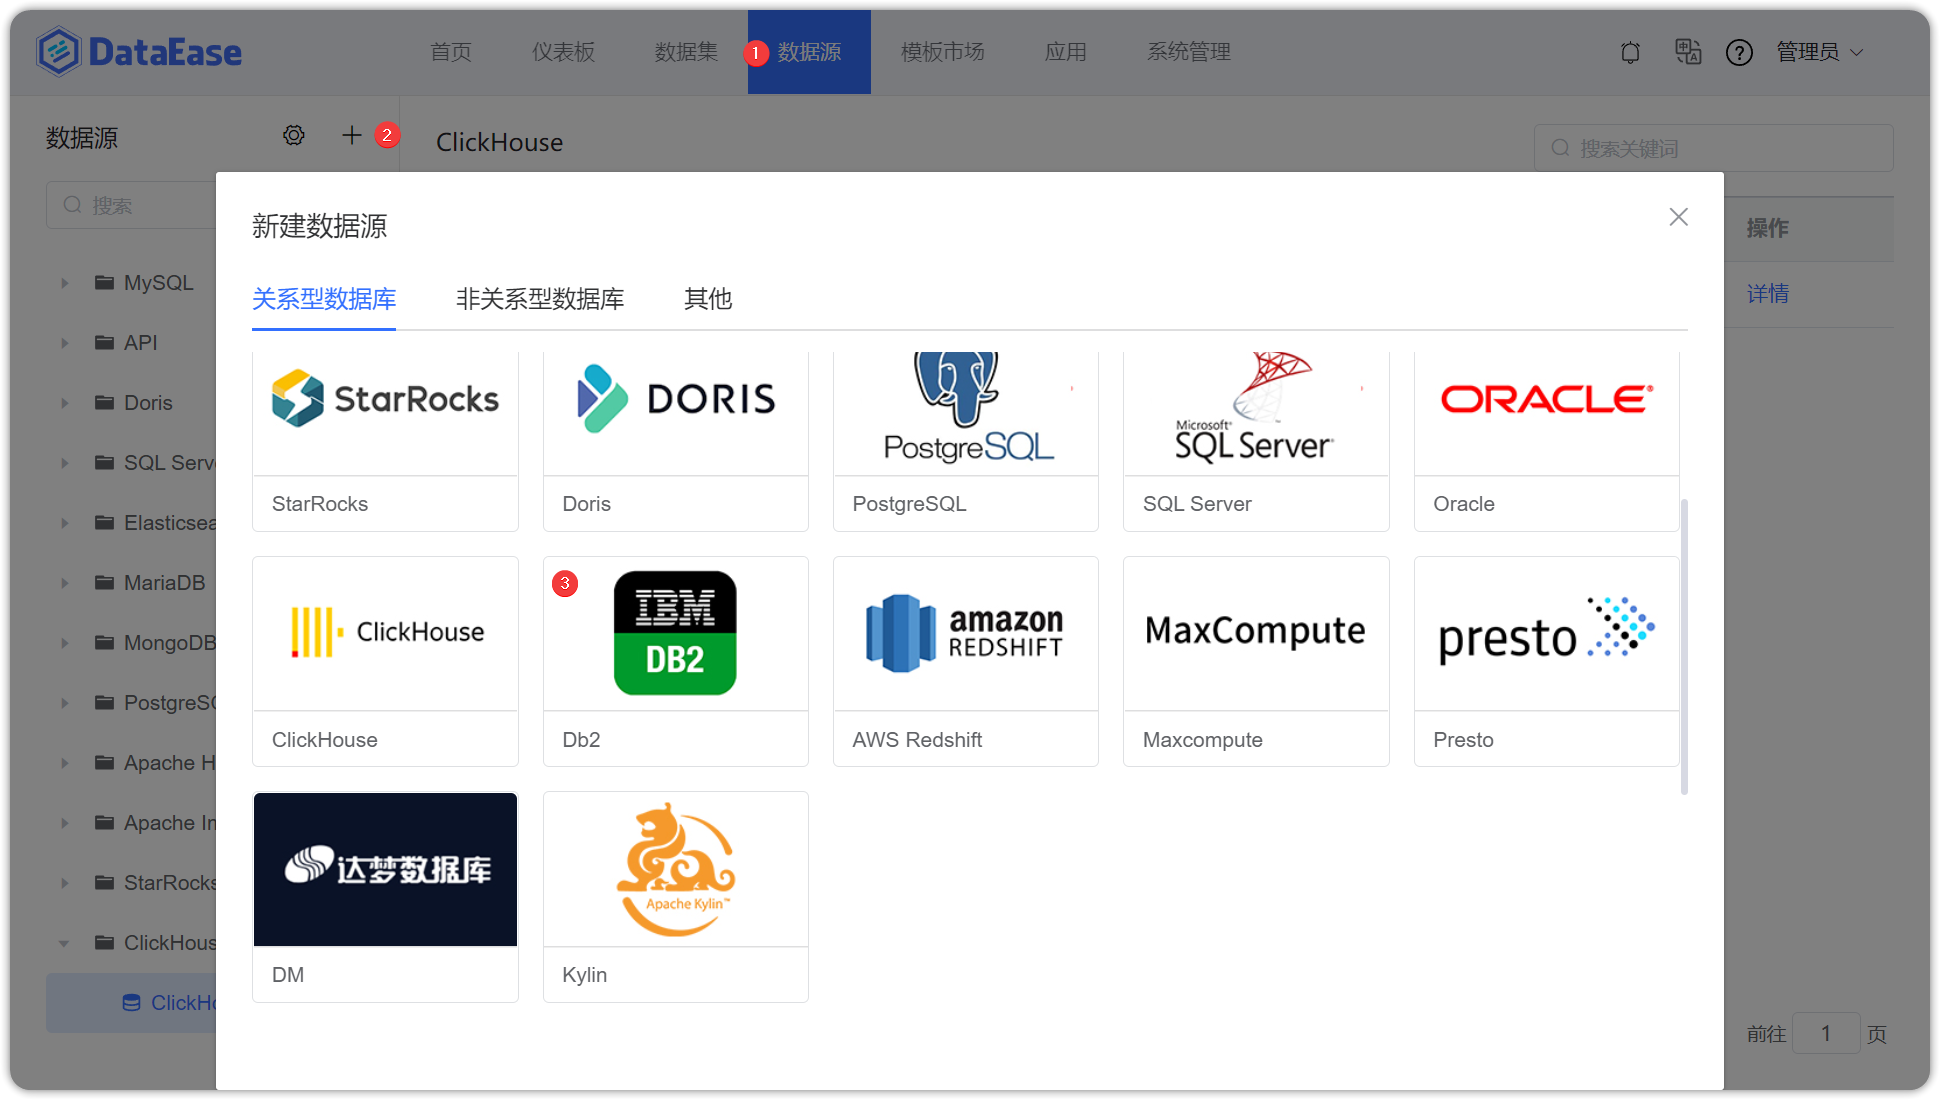 DataEase
首页
仪表板
数据集
1
数据源
模板市场
应用
系统管理
管理员
数据源
2
ClickHouse
搜索关键词
搜索
操作
详情
MySQL
API
Doris
SQL Serv
Elasticsea
MariaDB
MongoDB
PostgreSQ
Apache H
Apache Im
StarRocks
ClickHous
ClickHo
新建数据源
关系型数据库
非关系型数据库
其他
StarRocks
DORIS
PostgreSQL
Microsoft®
SQL Server®
ORACLE®
StarRocks
Doris
PostgreSQL
SQL Server
Oracle
ClickHouse
3
IBM
DB2
amazon
REDSHIFT
MaxCompute
presto
ClickHouse
Db2
AWS Redshift
Maxcompute
Presto
达梦数据库
Apache Kylin™
DM
Kylin
前往 1 页